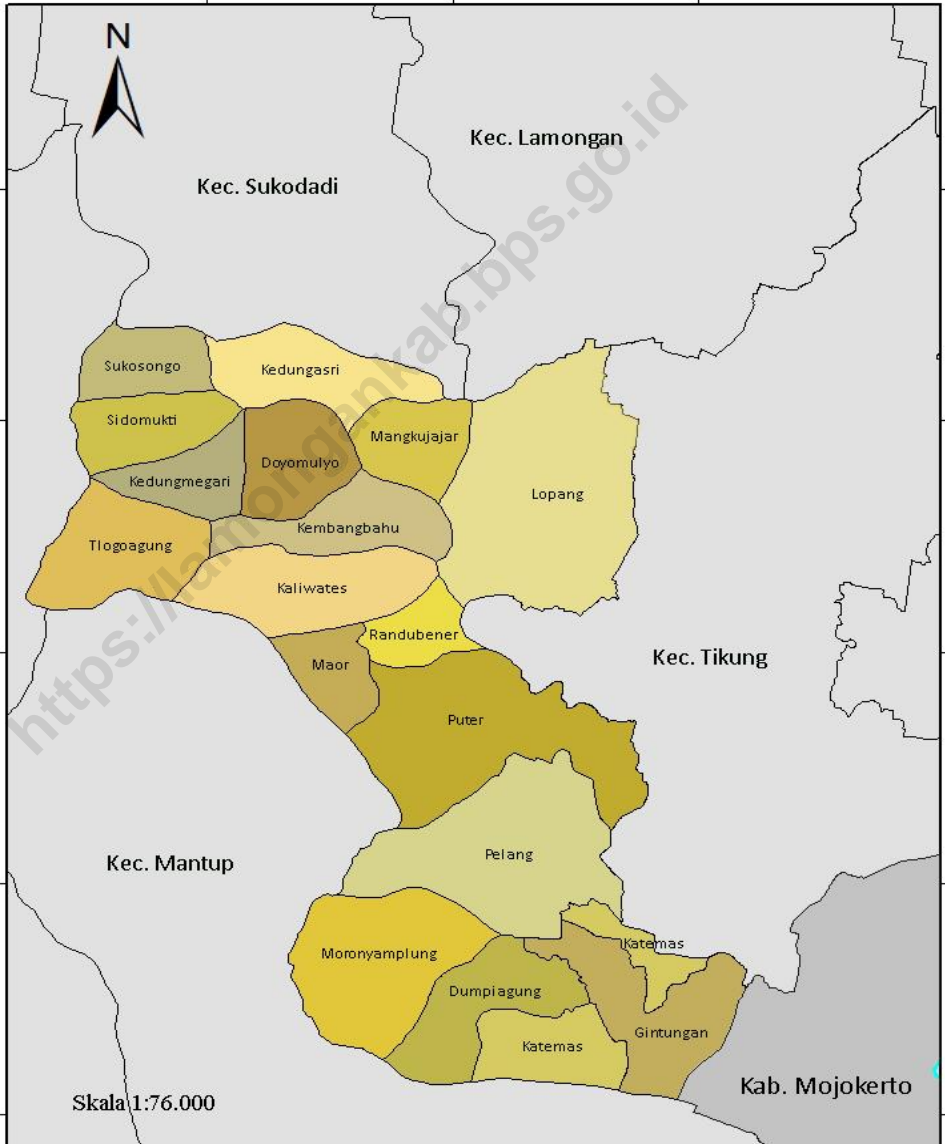 N
Kec. Lamongan
Kec. Sukodadi
https://lamongankab.bps.go.id
Sukosongo
Kedungasri
Sidomukti
Mangkujajar
Doyomulyo
Kedungmegari
Lopang
Kembangbahu
Tlogoagung
Kaliwates
Randubener
Kec. Tikung
Maor
Puter
Pelang
Kec. Mantup
Katemas
Moronyamplung
Dumpiagung
Gintungan
Katemas
Kab. Mojokerto
Skala 1:76.000